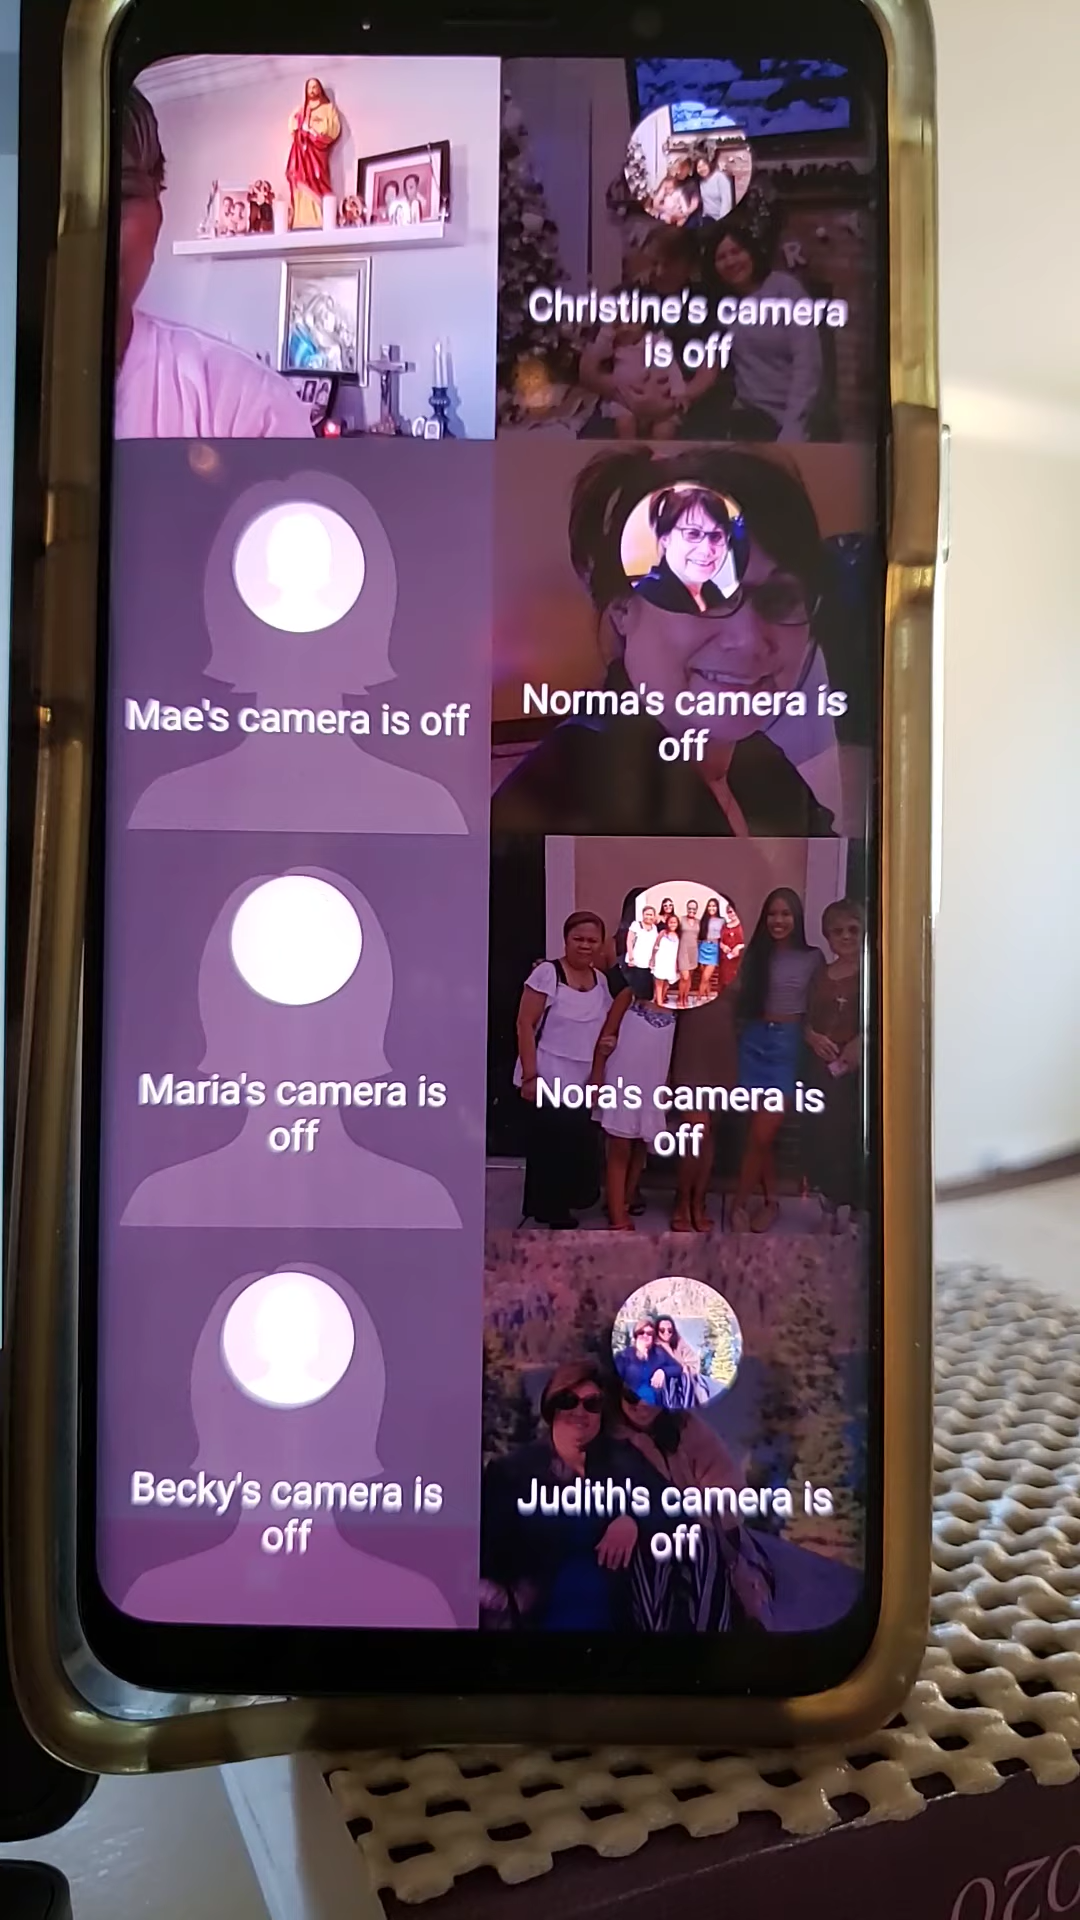 Christine's camera
is off
Mae's camera is off
Norma's camera is
off
Maria's camera is
off
Nora's camera is
off
Becky's camera is
off
Judith's camera is
off
020